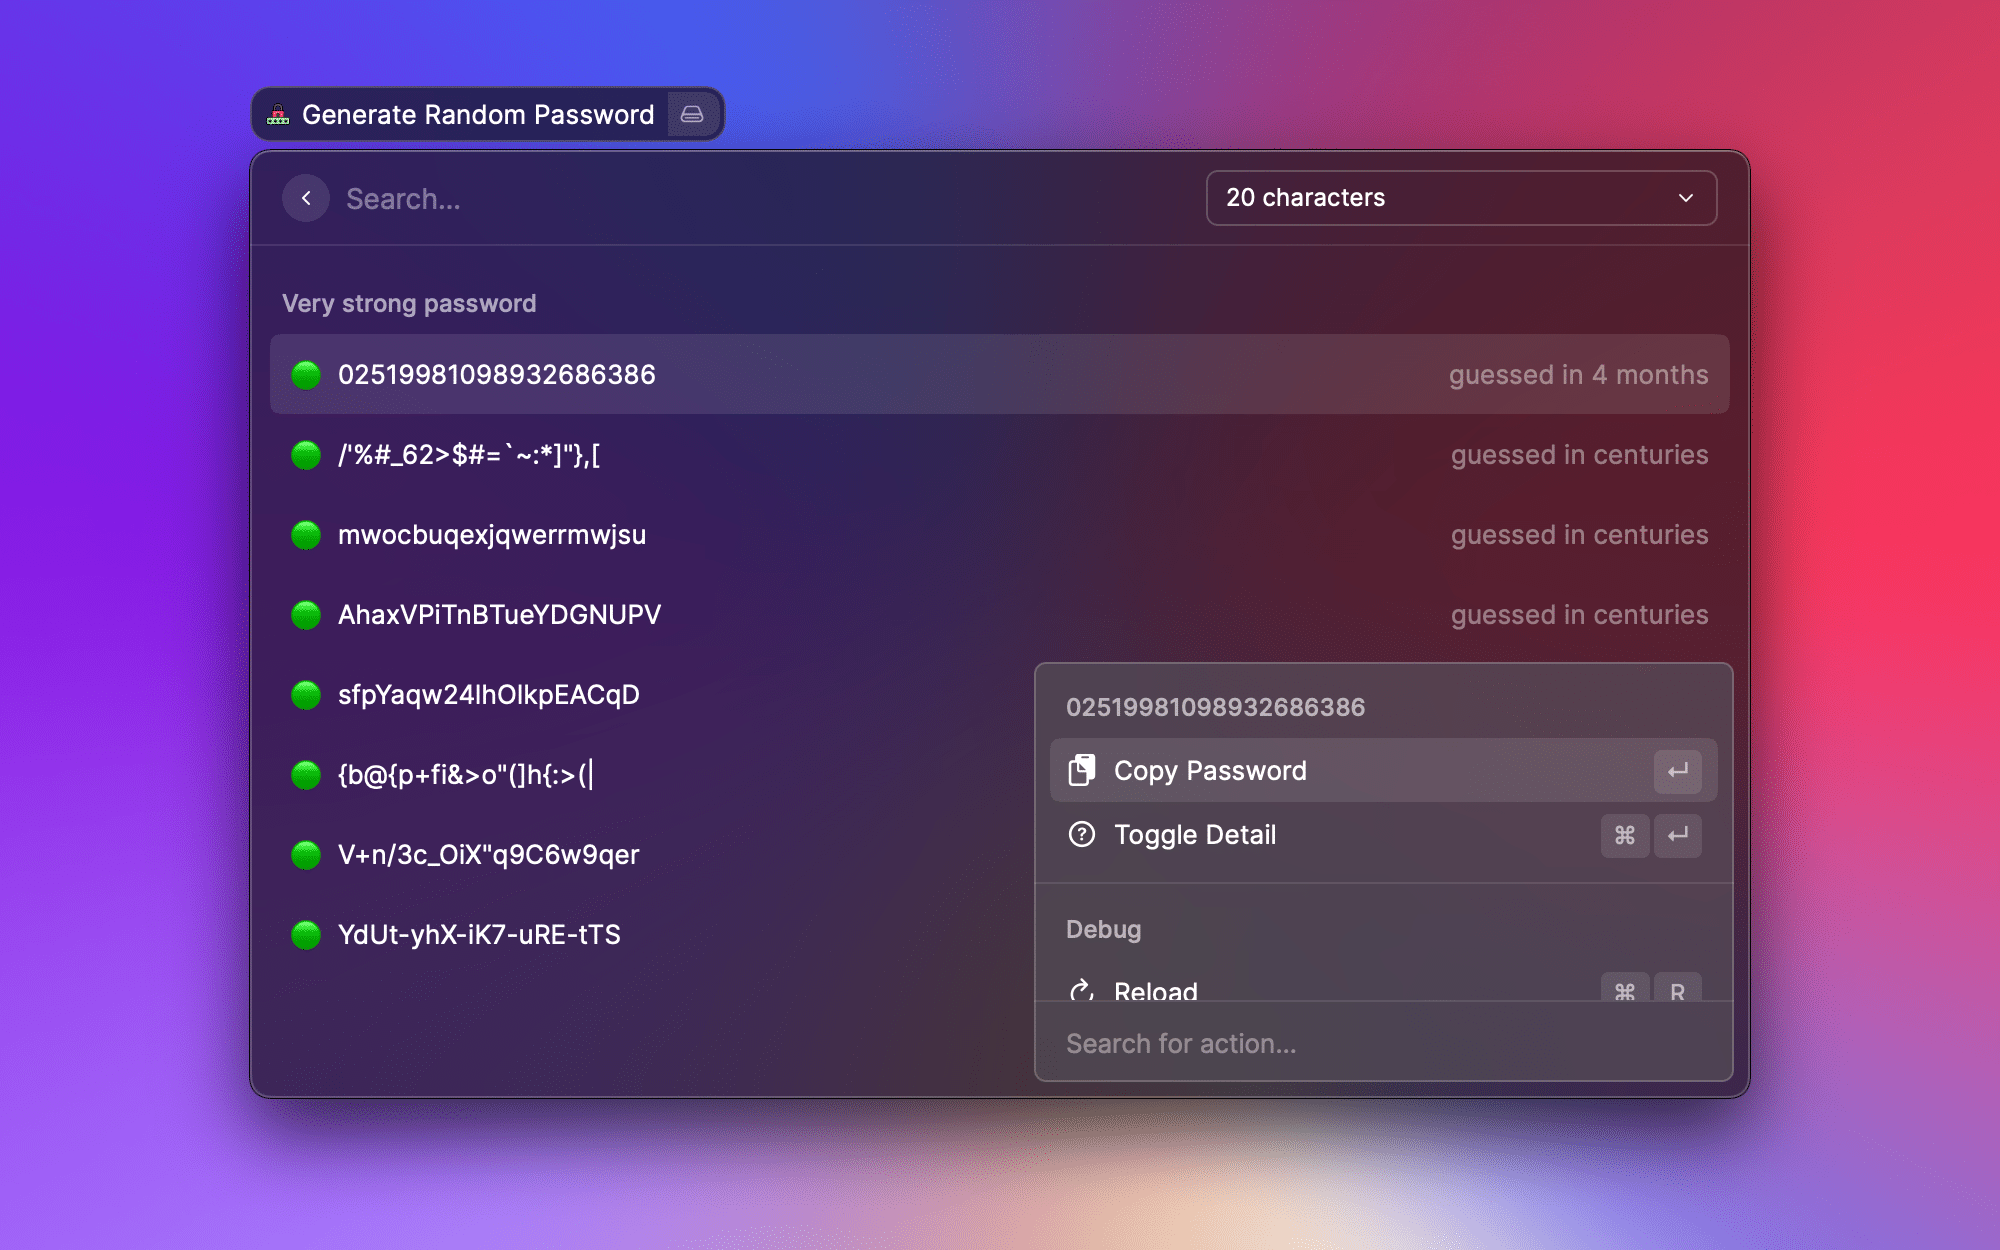 Generate Random Password
Search...
20 characters
Very strong password
02519981098932686386
guessed in 4 months
/'%#_62>$#=`~:*]"},[
guessed in centuries
mwocbuqexjqwerrmwjsu
guessed in centuries
AhaxVPiTnBTueYDGNUPV
guessed in centuries
sfpYaqw24lhOlkpEACqD
{b@{p+fi&>o"(]h{:>(|
V+n/3c_OiX"q9C6w9qer
YdUt-yhX-iK7-uRE-tTS
02519981098932686386
Copy Password ↵
Toggle Detail ⌘ ↵
Debug
Reload ⌘ R
Search for action...